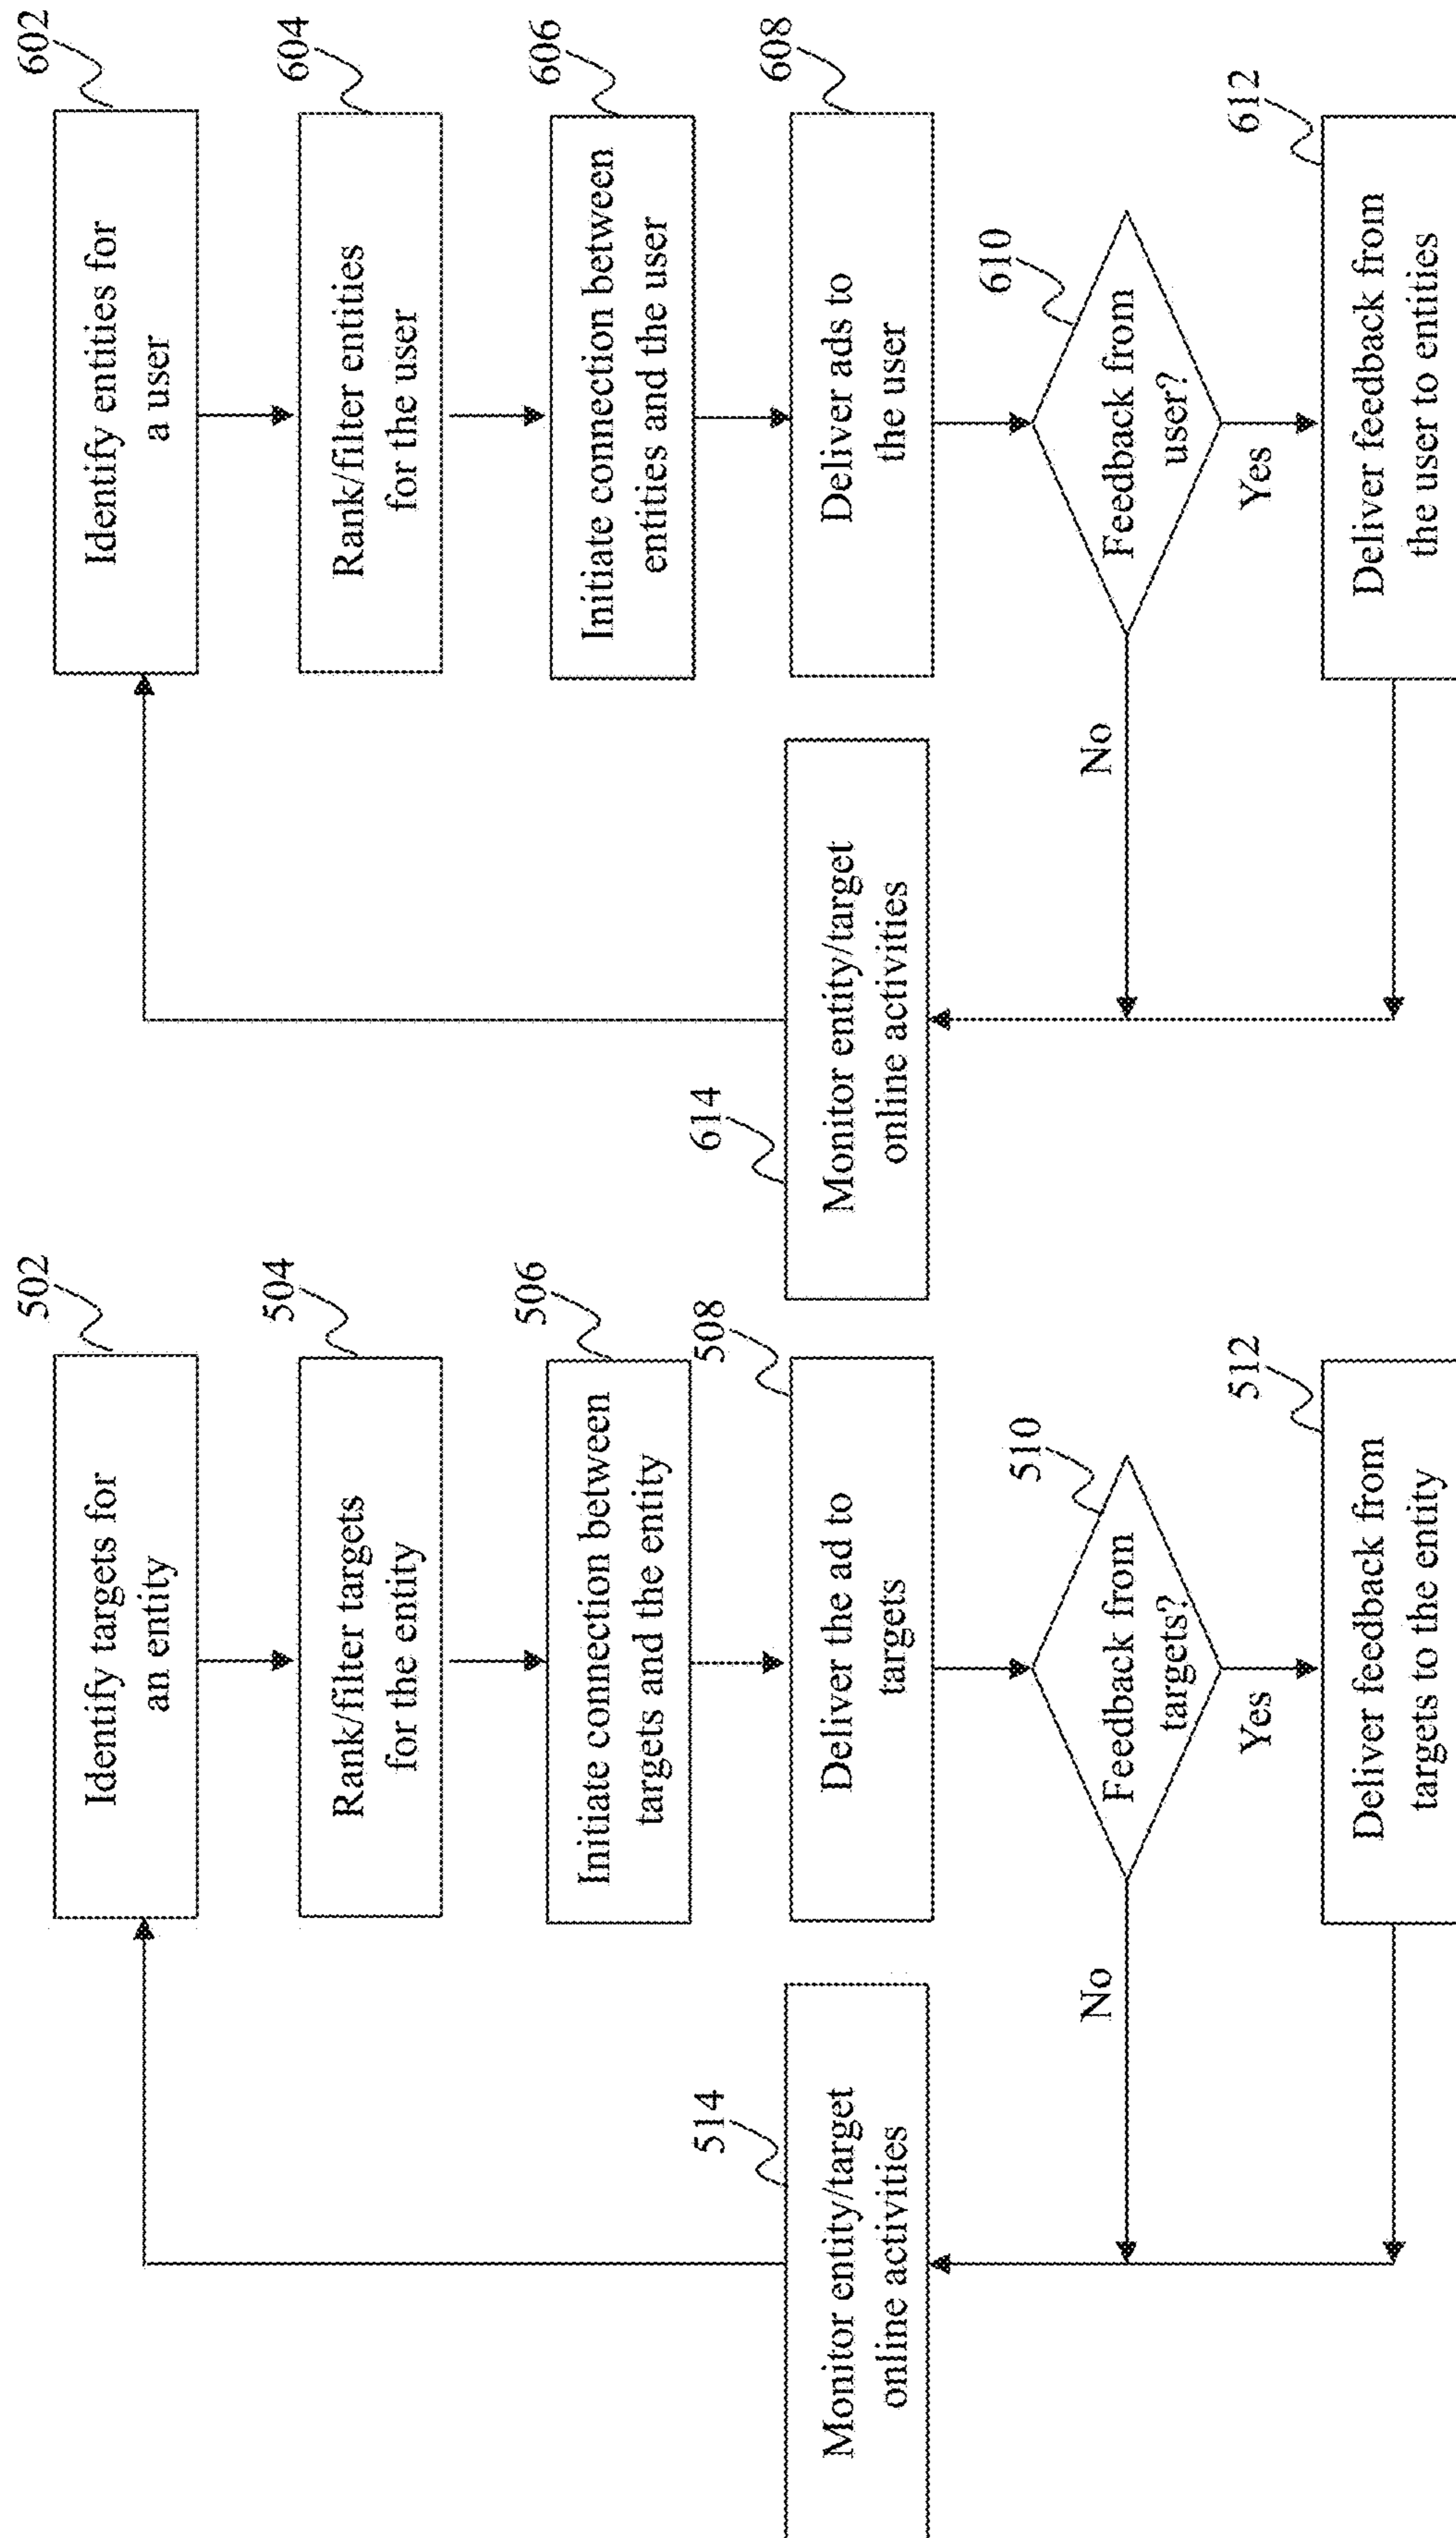 502
Identify targets for
an entity
504
Rank/filter targets
for the entity
506
Initiate connection between
targets and the entity
508
Deliver the ad to
targets
510
Feedback from
targets?
No
Yes
512
Deliver feedback from
targets to the entity
514
Monitor entity/target
online activities
602
Identify entities for
a user
604
Rank/filter entities
for the user
606
Initiate connection between
entities and the user
608
Deliver ads to
the user
610
Feedback from
user?
No
Yes
612
Deliver feedback from
the user to entities
614
Monitor entity/target
online activities